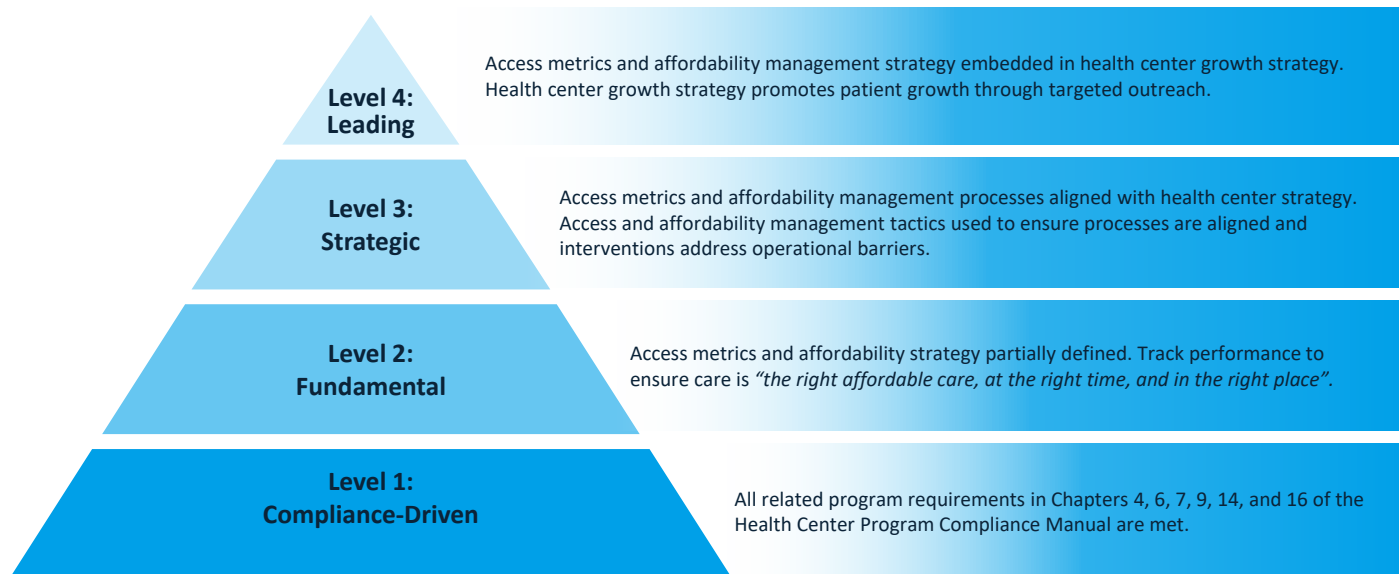 Level 4:
Leading
Access metrics and affordability management strategy embedded in health center growth strategy.
Health center growth strategy promotes patient growth through targeted outreach.
Level 3:
Strategic
Access metrics and affordability management processes aligned with health center strategy.
Access and affordability management tactics used to ensure processes are aligned and
interventions address operational barriers.
Level 2:
Fundamental
Access metrics and affordability strategy partially defined. Track performance to
ensure care is “the right affordable care, at the right time, and in the right place”.
Level 1:
Compliance-Driven
All related program requirements in Chapters 4, 6, 7, 9, 14, and 16 of the
Health Center Program Compliance Manual are met.